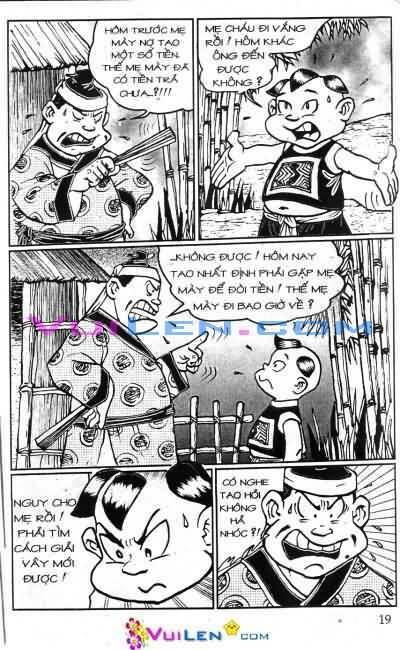 HÔM TRƯỚC MẸ
MÀY NỢ TAO
MỘT SỐ TIỀN.
THẾ MẸ MÀY ĐÃ
CÓ TIỀN TRẢ
CHƯA...?!!!
MẸ CHÁU ĐI VẮNG
RỒI! HÔM KHÁC
ÔNG ĐẾN
ĐƯỢC
KHÔNG?
...KHÔNG ĐƯỢC! HÔM NAY
TAO NHẤT ĐỊNH PHẢI GẶP MẸ
MÀY ĐỂ ĐÒI TIỀN! THẾ MẸ
MÀY ĐI BAO GIỜ VỀ?
VUILEN.COM
NGUY CHO
MẸ RỒI!
PHẢI TÌM
CÁCH GIẢI
VÂY MỚI
ĐƯỢC!
CÓ NGHE
TAO HỎI
KHÔNG
HẢ
NHÓC?!
19
VUILEN.COM